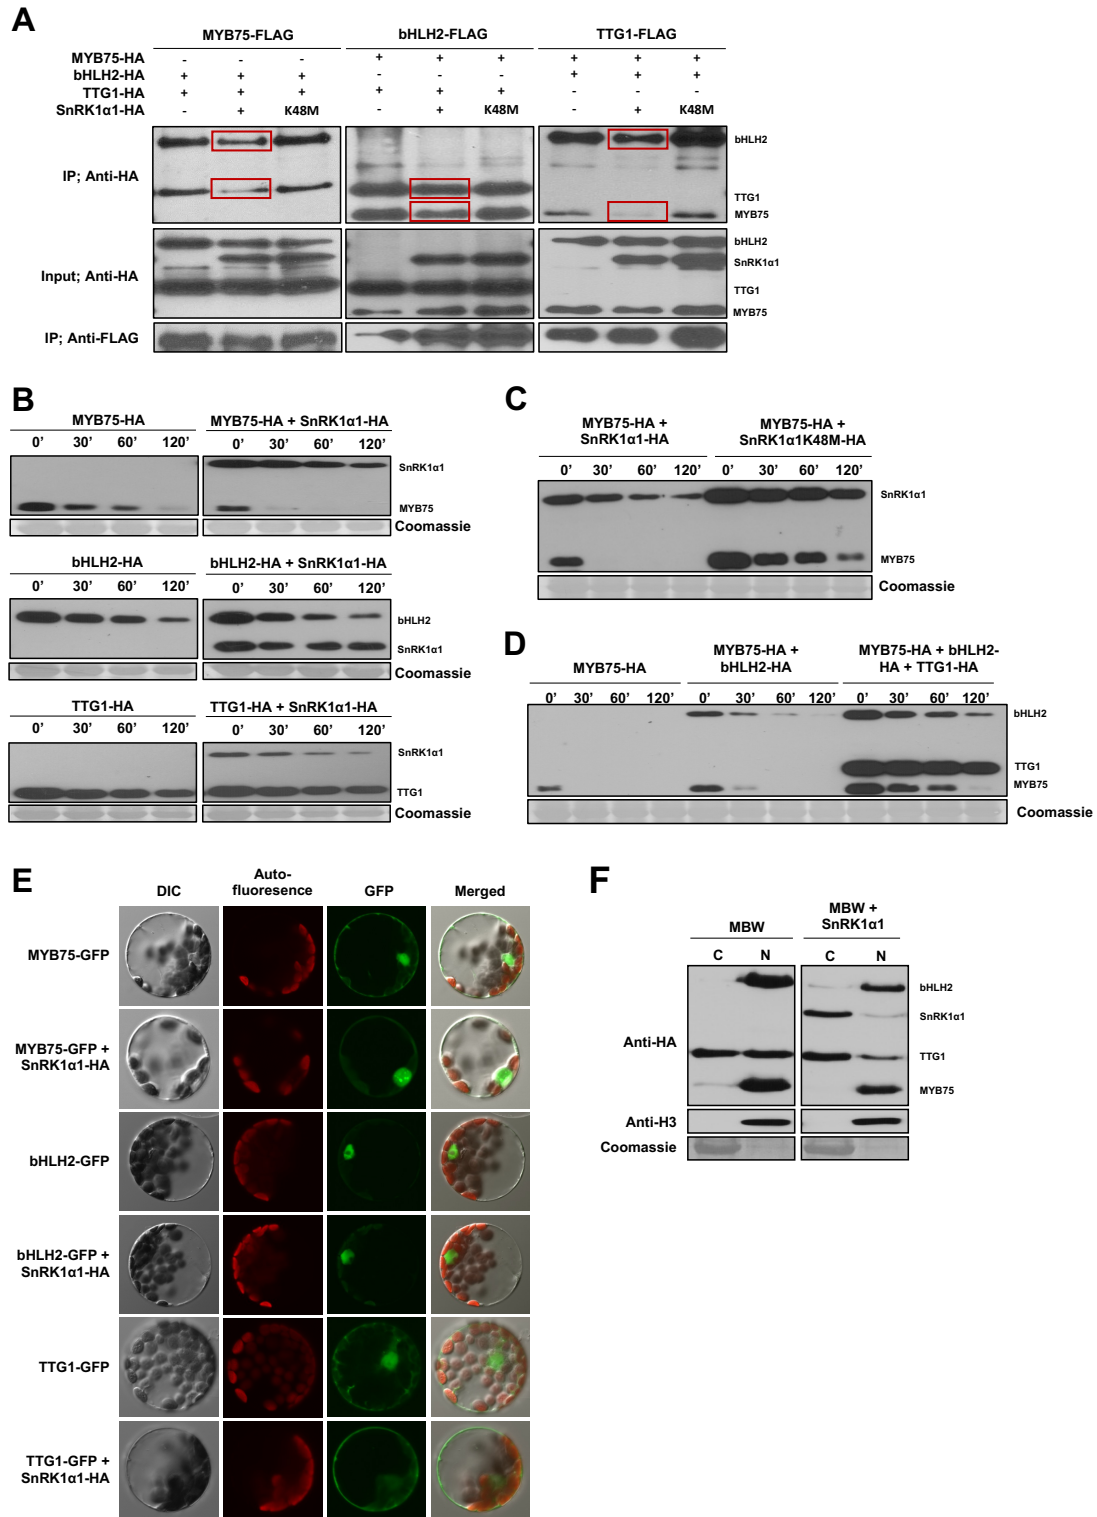 A
MYB75-FLAG bHLH2-FLAG TTG1-FLAG
MYB75-HA - - - + + + + + +
bHLH2-HA + + + - - - + + +
TTG1-HA + + + + + + - - -
SnRK1α1-HA - + K48M - + K48M - + K48M
IP; Anti-HA
bHLH2
TTG1
MYB75
Input; Anti-HA
bHLH2
SnRK1α1
TTG1
MYB75
IP; Anti-FLAG
B
MYB75-HA MYB75-HA + SnRK1α1-HA
0’ 30’ 60’ 120’ 0’ 30’ 60’ 120’
SnRK1α1
MYB75
Coomassie
bHLH2-HA bHLH2-HA + SnRK1α1-HA
0’ 30’ 60’ 120’ 0’ 30’ 60’ 120’
bHLH2
SnRK1α1
Coomassie
TTG1-HA TTG1-HA + SnRK1α1-HA
0’ 30’ 60’ 120’ 0’ 30’ 60’ 120’
SnRK1α1
TTG1
Coomassie
C
MYB75-HA + SnRK1α1-HA
MYB75-HA + SnRK1α1K48M-HA
0’ 30’ 60’ 120’ 0’ 30’ 60’ 120’
SnRK1α1
MYB75
Coomassie
D
MYB75-HA
MYB75-HA + bHLH2-HA
MYB75-HA + bHLH2-HA + TTG1-HA
0’ 30’ 60’ 120’ 0’ 30’ 60’ 120’ 0’ 30’ 60’ 120’
bHLH2
TTG1
MYB75
Coomassie
E
DIC Auto-fluoresence GFP Merged
MYB75-GFP
MYB75-GFP +
SnRK1α1-HA
bHLH2-GFP
bHLH2-GFP +
SnRK1α1-HA
TTG1-GFP
TTG1-GFP +
SnRK1α1-HA
F
MBW
MBW +
SnRK1α1
C N C N
Anti-HA
bHLH2
SnRK1α1
TTG1
MYB75
Anti-H3
Coomassie